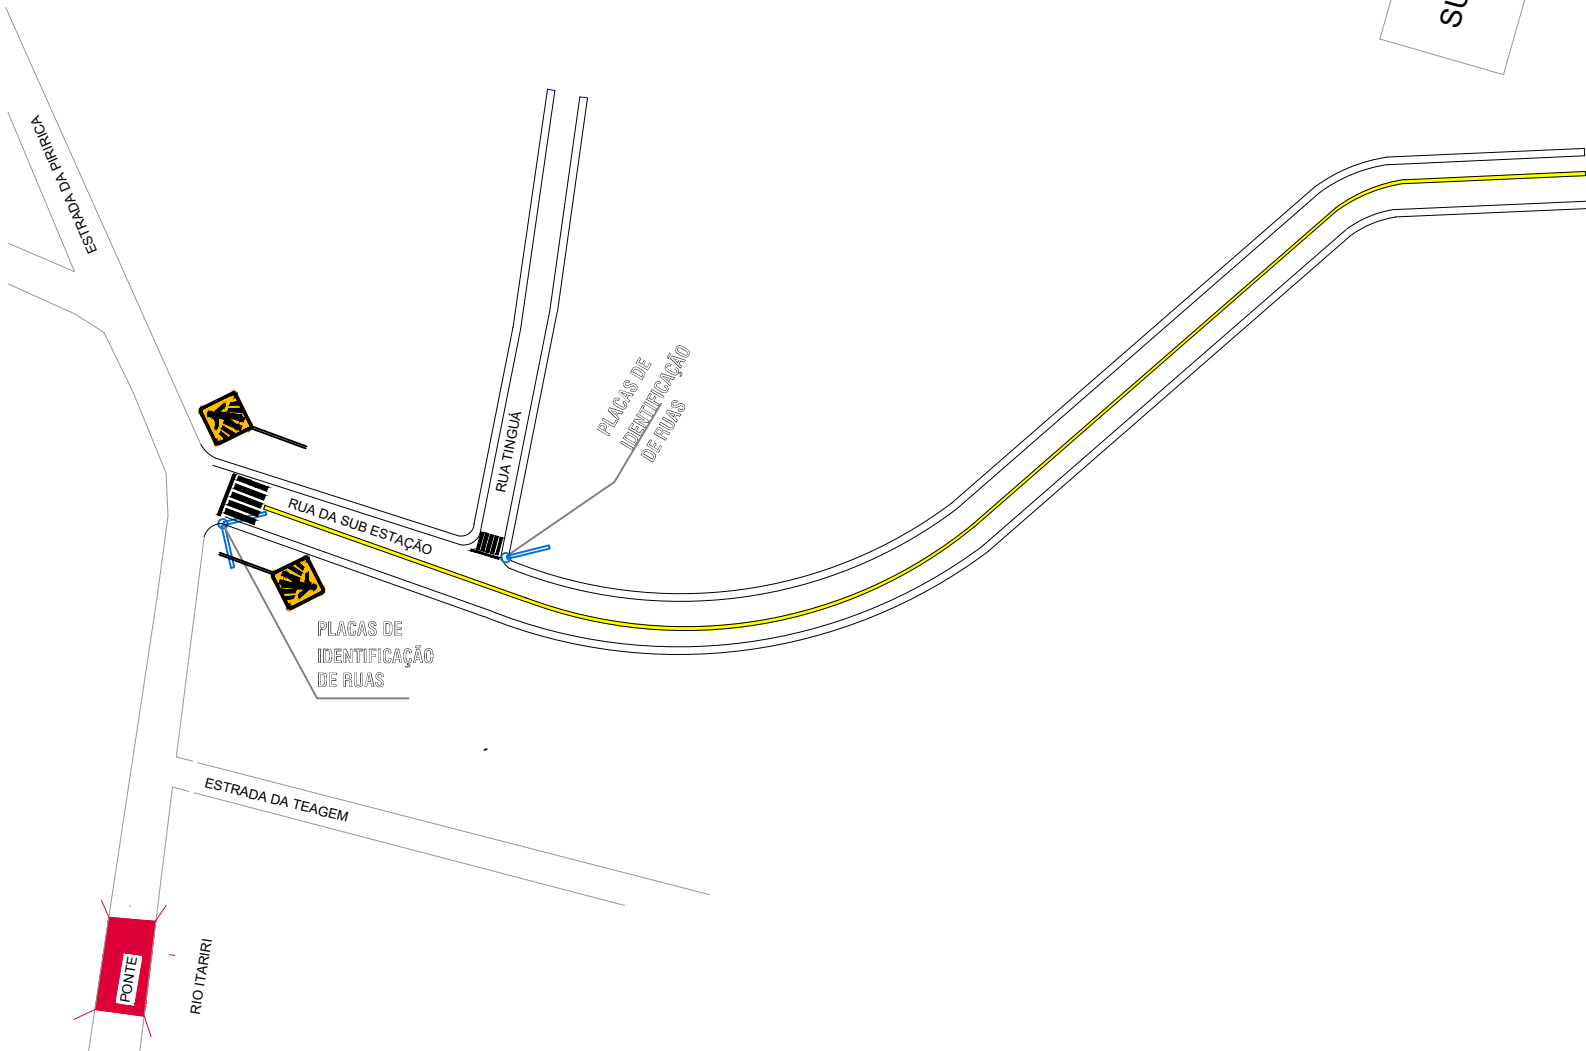 SU
ESTRADA DA PIRIRICA
PLACAS DE
IDENTIFICAÇÃO
DE RUAS
RUA TINGUÁ
RUA DA SUB ESTAÇÃO
PLACAS DE
IDENTIFICAÇÃO
DE RUAS
ESTRADA DA TEAGEM
PONTE
RIO ITARIRI